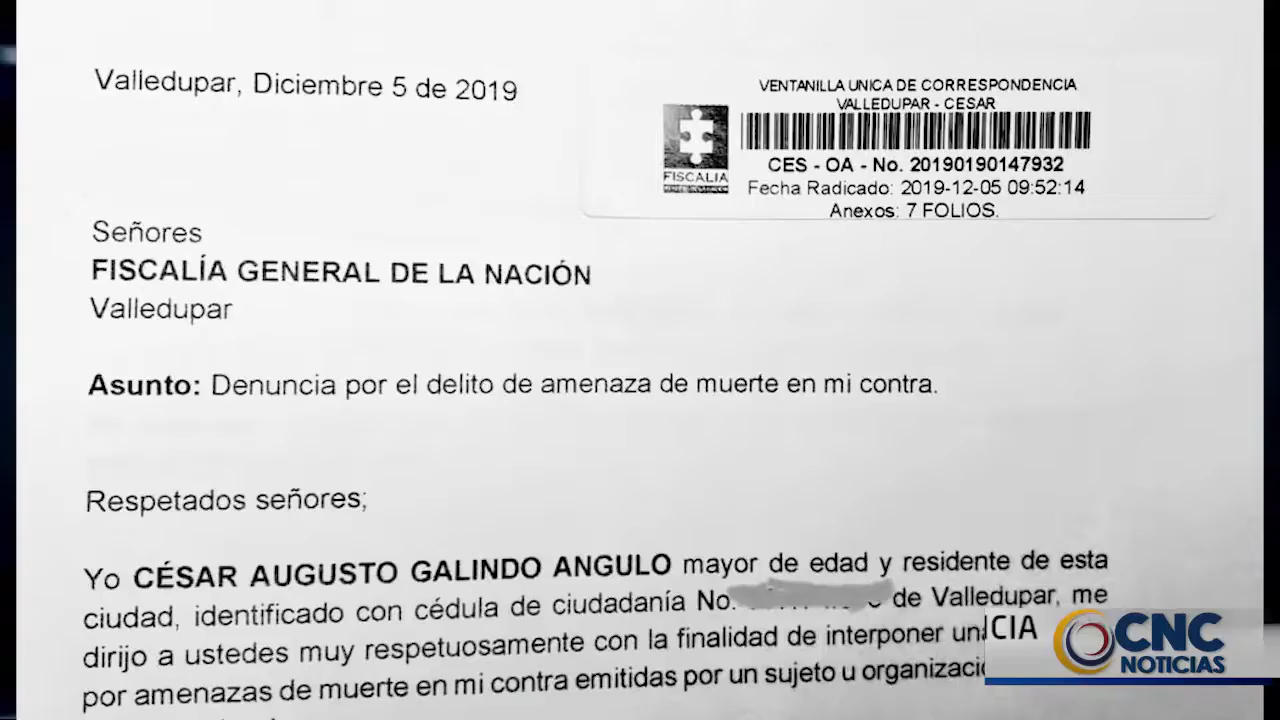 Valledupar, Diciembre 5 de 2019
VENTANILLA UNICA DE CORRESPONDENCIA
VALLEDUPAR - CESAR
FISCALIA
CES - OA - No. 20190190147932
Fecha Radicado: 2019-12-05 09:52:14
Anexos: 7 FOLIOS.
Señores
FISCALÍA GENERAL DE LA NACIÓN
Valledupar
Asunto: Denuncia por el delito de amenaza de muerte en mi contra.
Respetados señores;
Yo CÉSAR AUGUSTO GALINDO ANGULO mayor de edad y residente de esta
ciudad, identificado con cédula de ciudadanía No. de Valledupar, me
dirijo a ustedes muy respetuosamente con la finalidad de interponer un
por amenazas de muerte en mi contra emitidas por un sujeto u
CIA
CNC
NOTICIAS